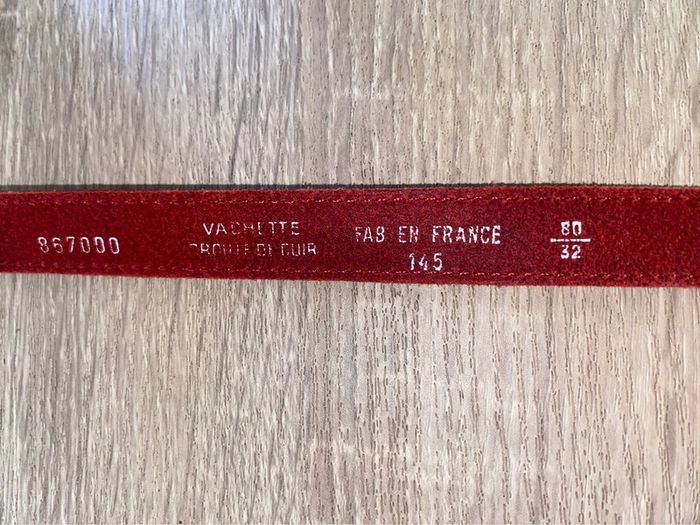 867000
VACHETTE
CROUTE DE CUIR
FAB EN FRANCE
145
80
32